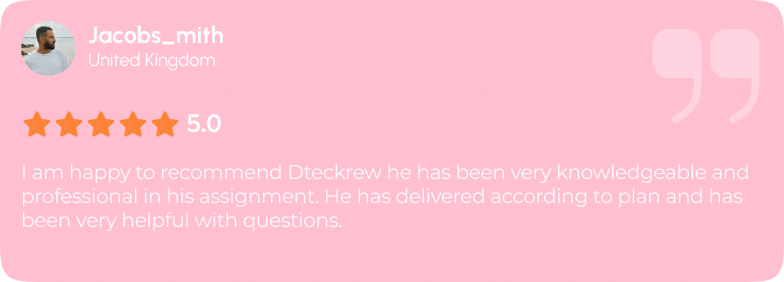 Jacobs_mith
United Kingdom
5.0
I am happy to recommend Dteckrew he has been very knowledgeable and
professional in his assignment. He has delivered according to plan and has
been very helpful with questions.